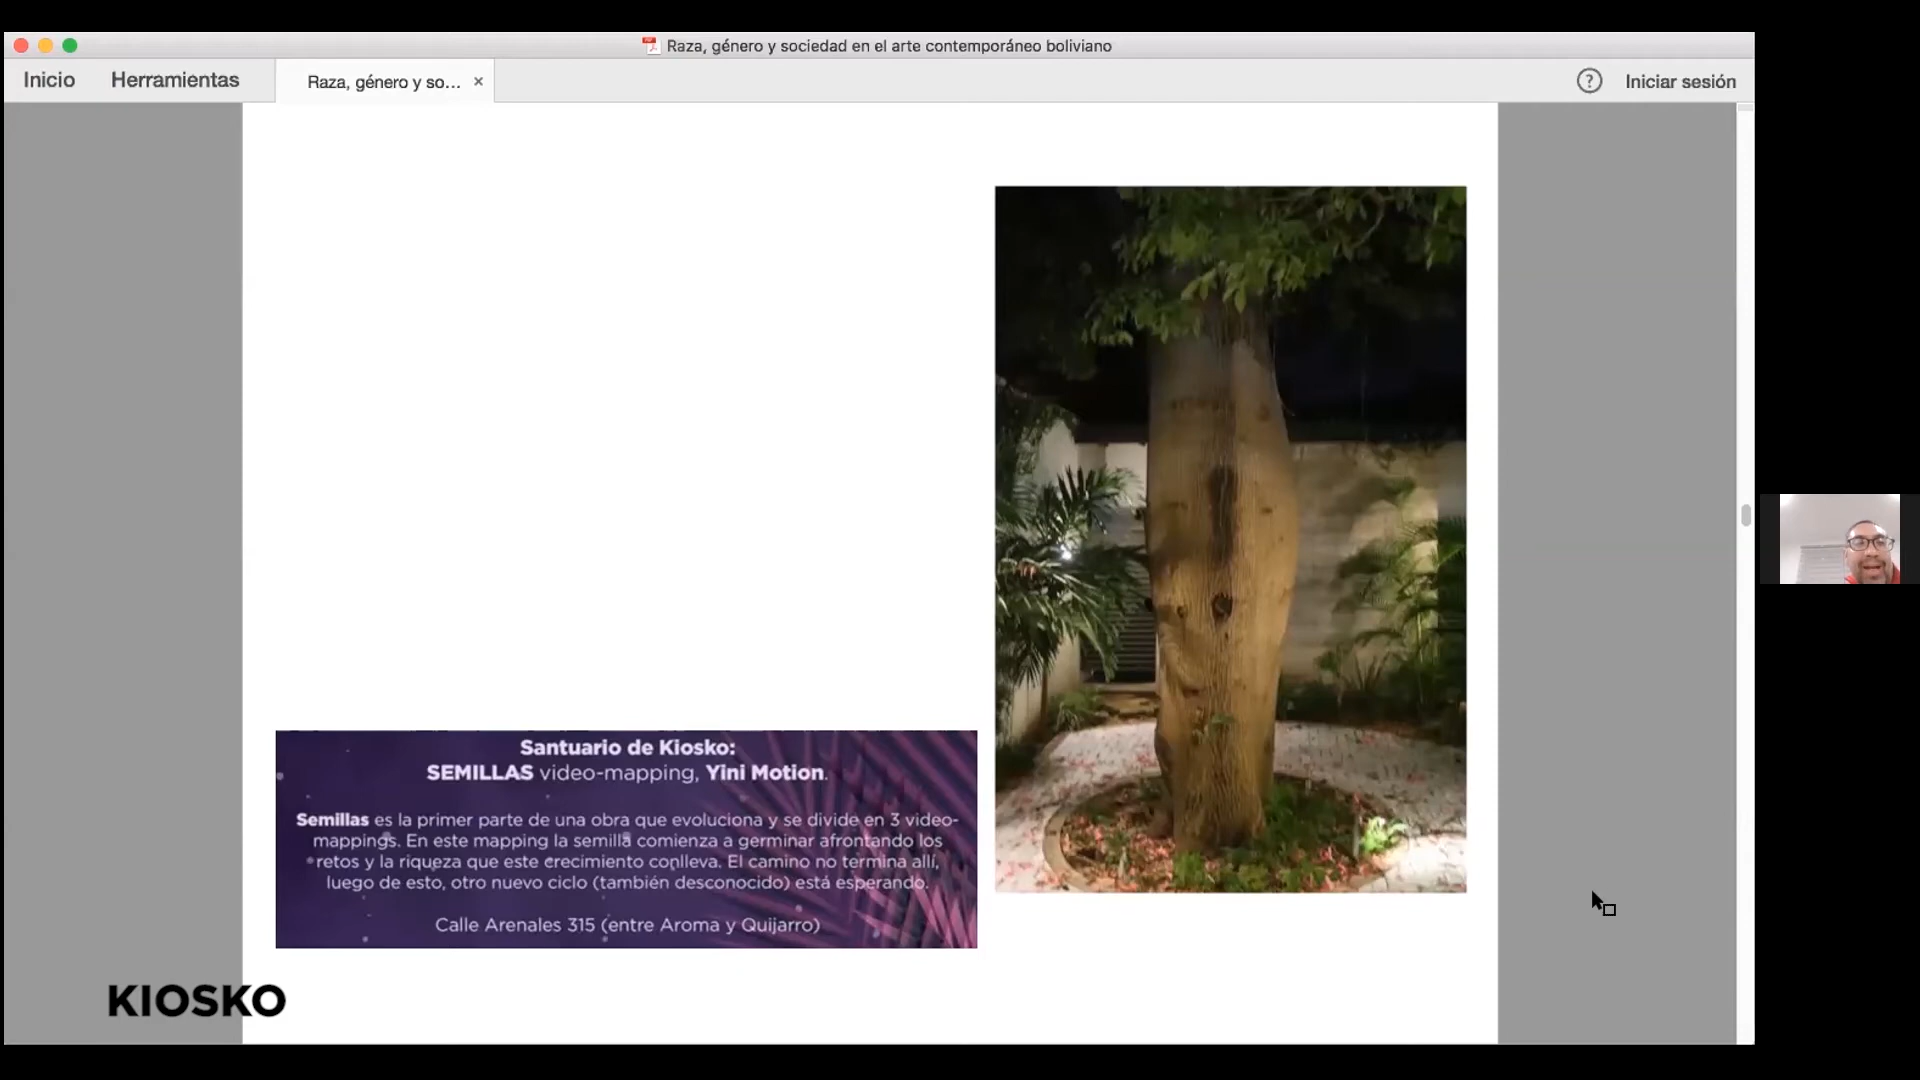 Raza, género y sociedad en el arte contemporáneo boliviano
Inicio
Herramientas
Raza, género y so...
Iniciar sesión
Santuario de Kiosko:
SEMILLAS video-mapping, Yini Motion.
Semillas es la primer parte de una obra que evoluciona y se divide en 3 video-
mappings. En este mapping la semilla comienza a germinar afrontando los
retos y la riqueza que este crecimiento conlleva. El camino no termina allí,
luego de esto, otro nuevo ciclo (también desconocido) está esperando.
Calle Arenales 315 (entre Aroma y Quijarro)
KIOSKO